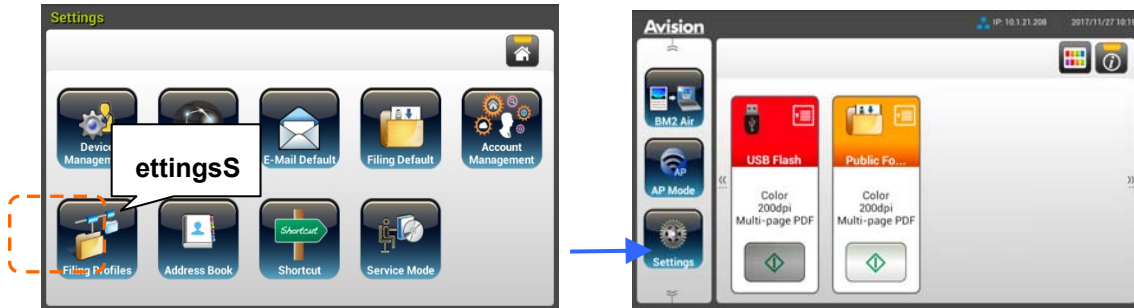 Settings
Device
Managem
E-Mail Default
Filing Default
Account
Management
ettingsS
Filing Profiles
Address Book
Shortcut
Shortcut
Service Mode
Avision
IP: 10.1.21.208
2017/11/27 10:19
BM2 Air
AP
AP Mode
Settings
USB Flash
Color
200dpi
Multi-page PDF
Public Fo...
Color
200dpi
Multi-page PDF